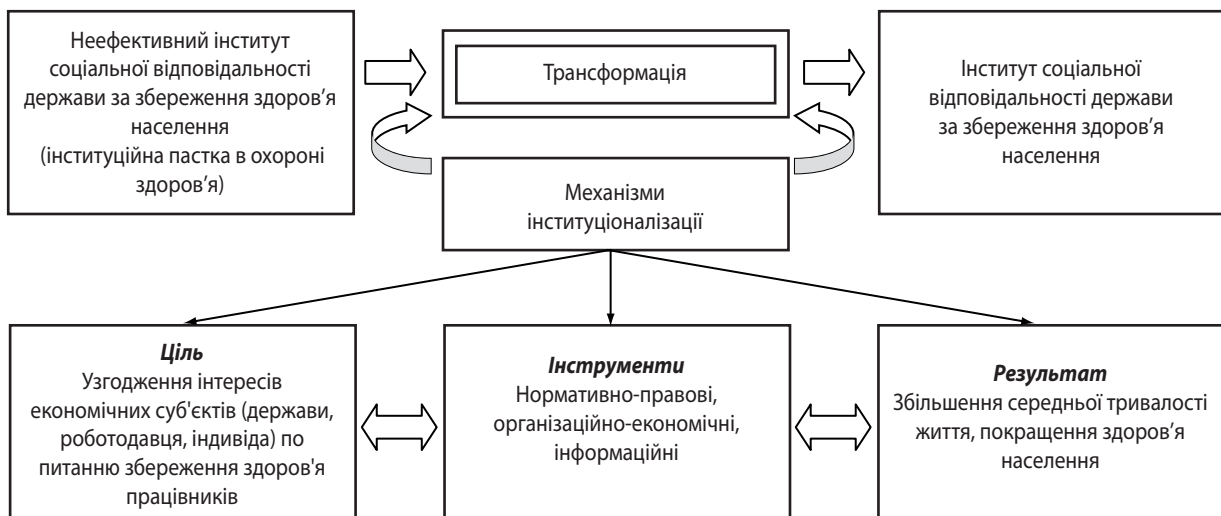 Неефективний інститут
соціальної відповідальності
держави за збереження здоров’я
населення
(інституційна пастка в охороні
здоров’я)
Трансформація
Інститут соціальної
відповідальності держави
за збереження здоров’я
населення
Механізми
інституціоналізації
Ціль
Узгодження інтересів
економічних суб'єктів (держави,
роботодавця, індивіда) по
питанню збереження здоров'я
працівників
Інструменти
Нормативно-правові,
організаційно-економічні,
інформаційні
Результат
Збільшення середньої тривалості
життя, покращення здоров’я
населення